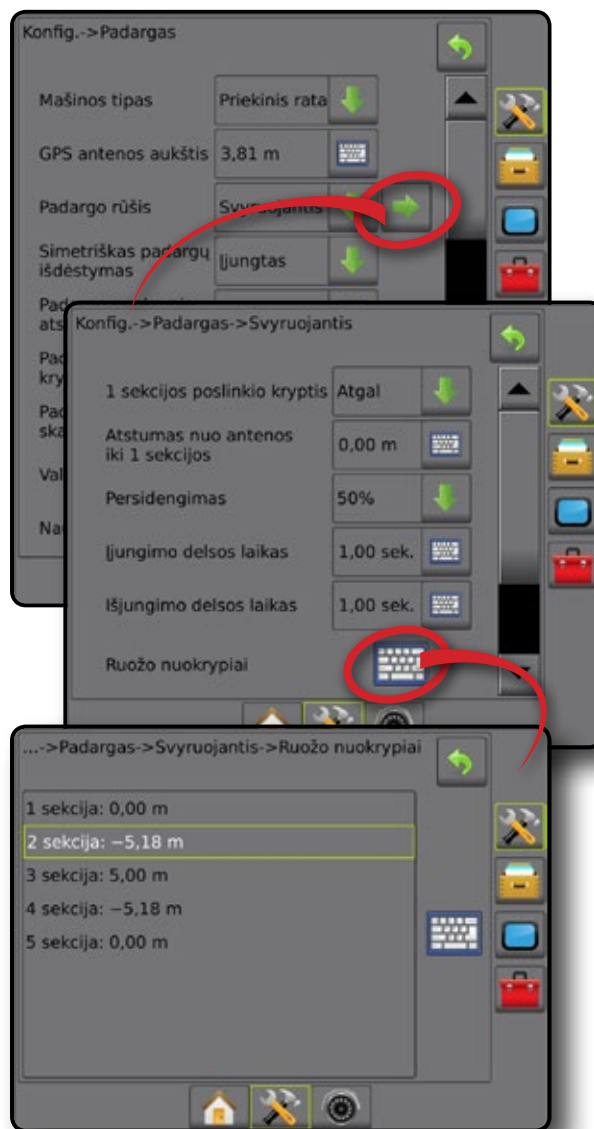 Konfig.->Padargas
Mašinos tipas Priekinis rata
GPS antenos aukštis 3,81 m
Padargo rūšis Svyruojantis
Simetriškas padargų
išdėstymas Įjungtas
Konfig.->Padargas->Svyruojantis
1 sekcijos poslinkio kryptis Atgal
Atstumas nuo antenos
iki 1 sekcijos 0,00 m
Persidengimas 50%
Įjungimo delsos laikas 1,00 sek.
Išjungimo delsos laikas 1,00 sek.
Ruožo nuokrypiai
...->Padargas->Svyruojantis->Ruožo nuokrypiai
1 sekcija: 0,00 m
2 sekcija: −5,18 m
3 sekcija: 5,00 m
4 sekcija: −5,18 m
5 sekcija: 0,00 m